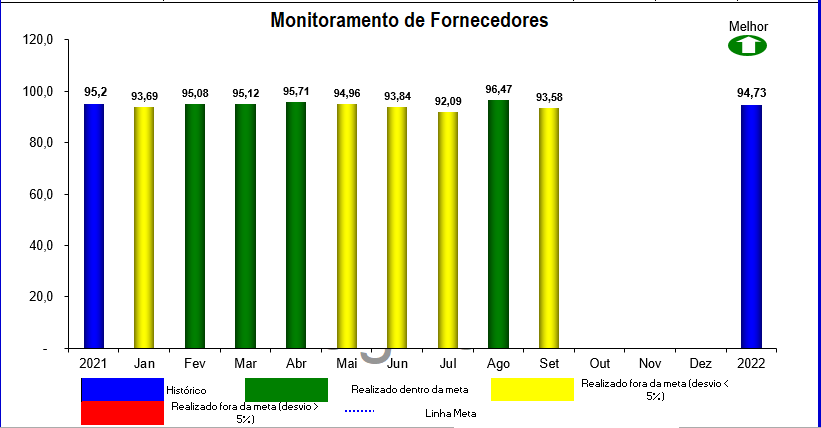 Monitoramento de Fornecedores
Melhor
120,0
100,0
80,0
60,0
40,0
20,0
-
95,2
93,69
95,08
95,12
95,71
94,96
93,84
92,09
96,47
93,58
94,73
2021 Jan Fev Mar Abr Mai Jun Jul Ago Set Out Nov Dez 2022
Histórico
Realizado dentro da meta
Realizado fora da meta (desvio <
5%)
Realizado fora da meta (desvio >
5%)
Linha Meta